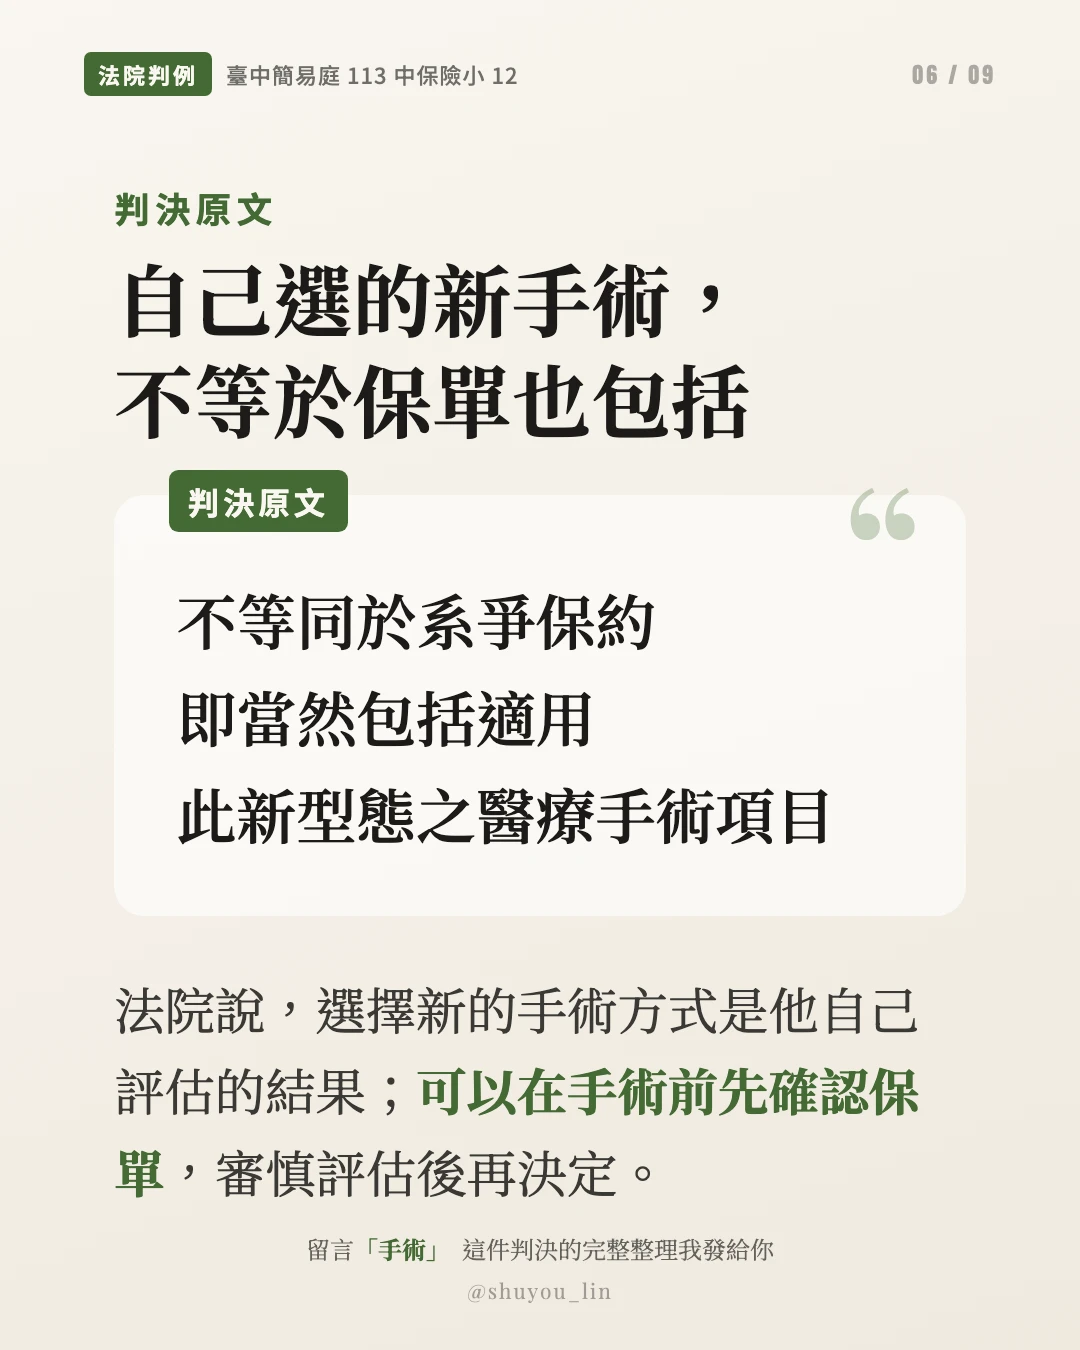 法院判例 臺中簡易庭 113 中保險小 12
06 / 09
判決原文
自己選的新手術，
不等於保單也包括
判決原文
不等同於系爭保約
即當然包括適用
此新型態之醫療手術項目
法院說，選擇新的手術方式是他自己
評估的結果；可以在手術前先確認保
單，審慎評估後再決定。
留言「手術」 這件判決的完整整理我發給你
@shuyou_lin